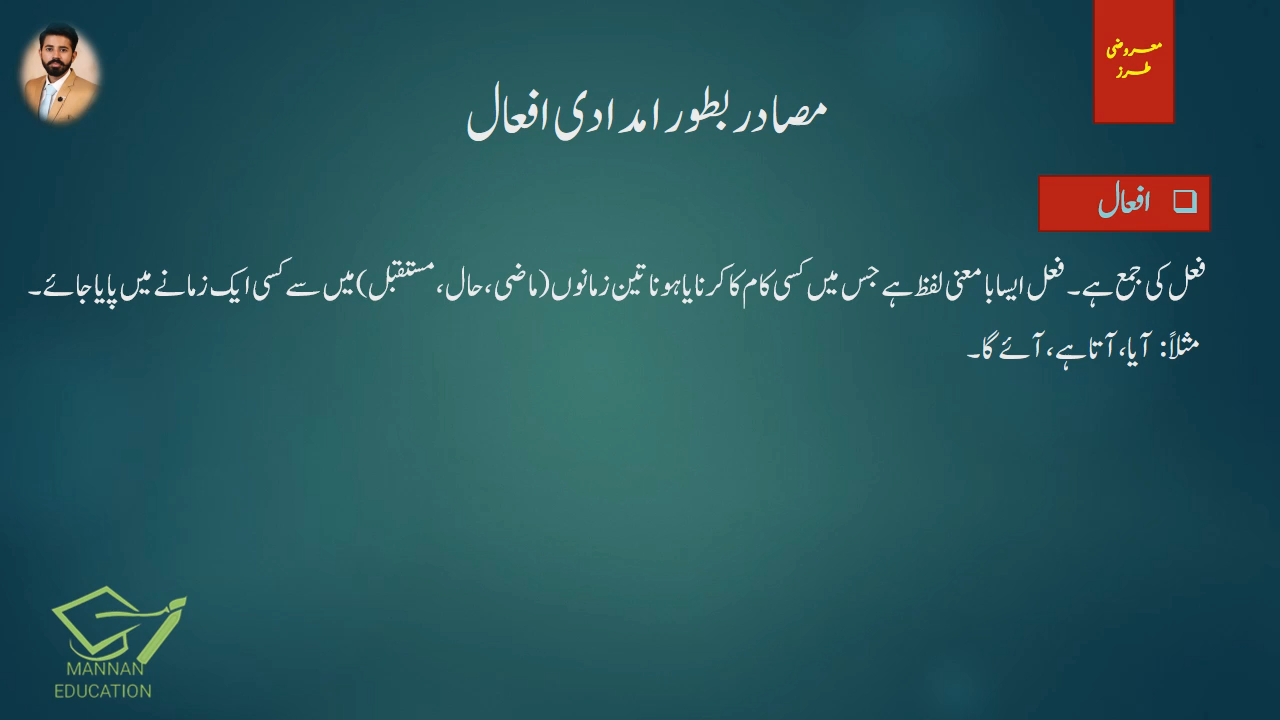 معروضی
طرز
مصادر بطور امدادی افعال
❑ افعال
فعل کی جمع ہے۔ فعل ایسا بامعنی لفظ ہے جس میں کسی کام کا کرنا یا ہونا تین زمانوں (ماضی، حال، مستقبل) میں سے کسی ایک زمانے میں پایا جائے۔
مثلاً: آیا، آتا ہے، آئے گا۔
MANNAN
EDUCATION